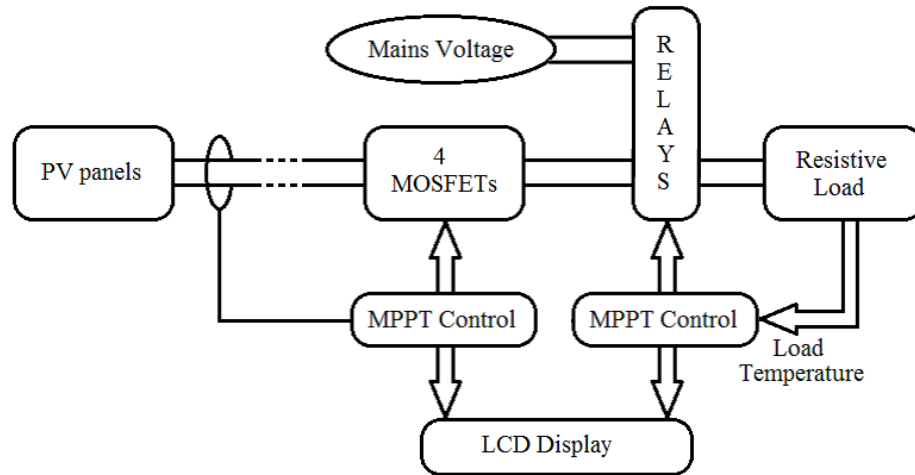 Mains Voltage
R
E
L
A
Y
S
PV panels
4
MOSFETs
Resistive
Load
MPPT Control
MPPT Control
Load
Temperature
LCD Display